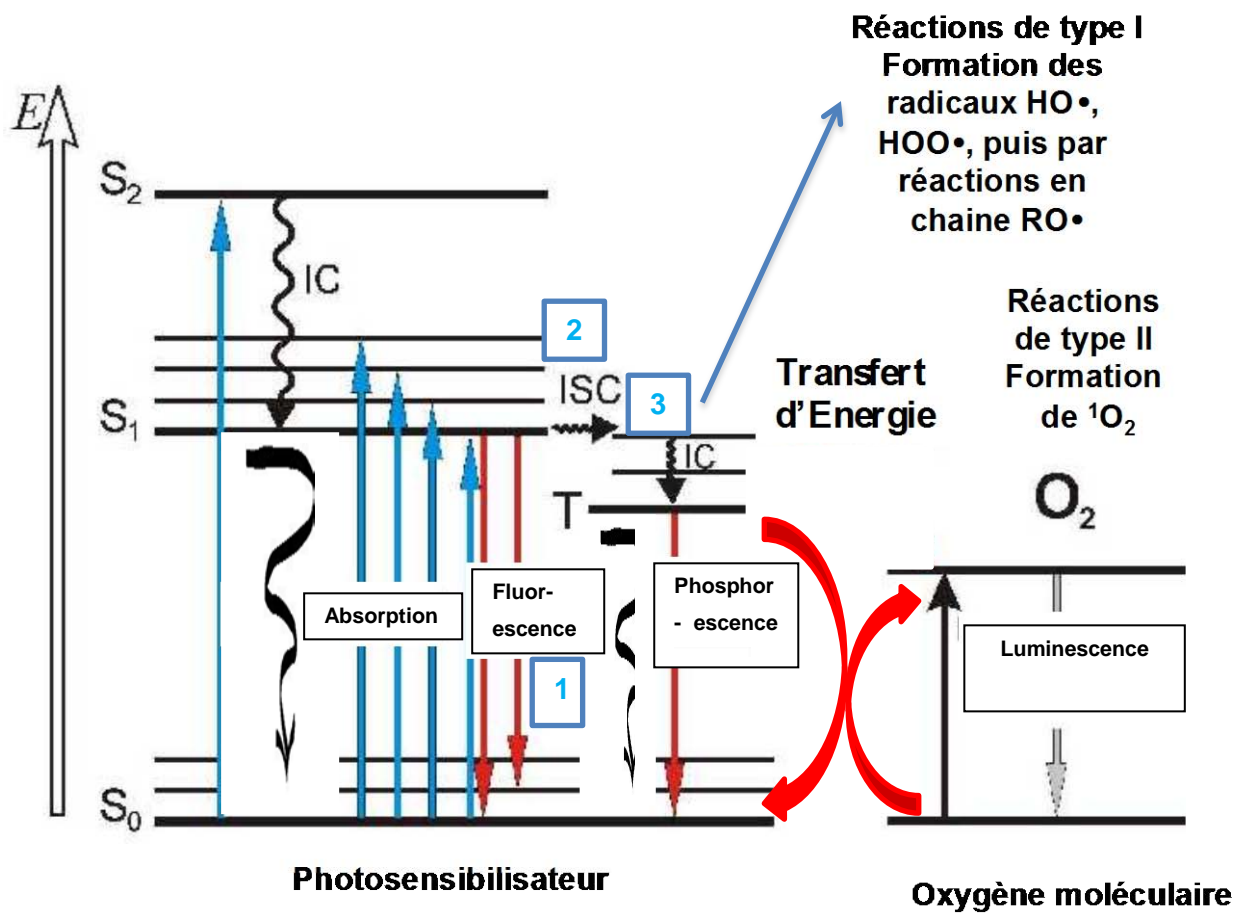 Réactions de type I
Formation des
radicaux HO•,
HOO•, puis par
réactions en
chaine RO•
E
S₂
IC
2
Réactions
de type II
Formation
de ¹O₂
Transfert
d'Energie
ISC
3
S₁
IC
T
O₂
Absorption
Fluor-
escence
Phosphor
- escence
Luminescence
1
S₀
Photosensibilisateur
Oxygène moléculaire